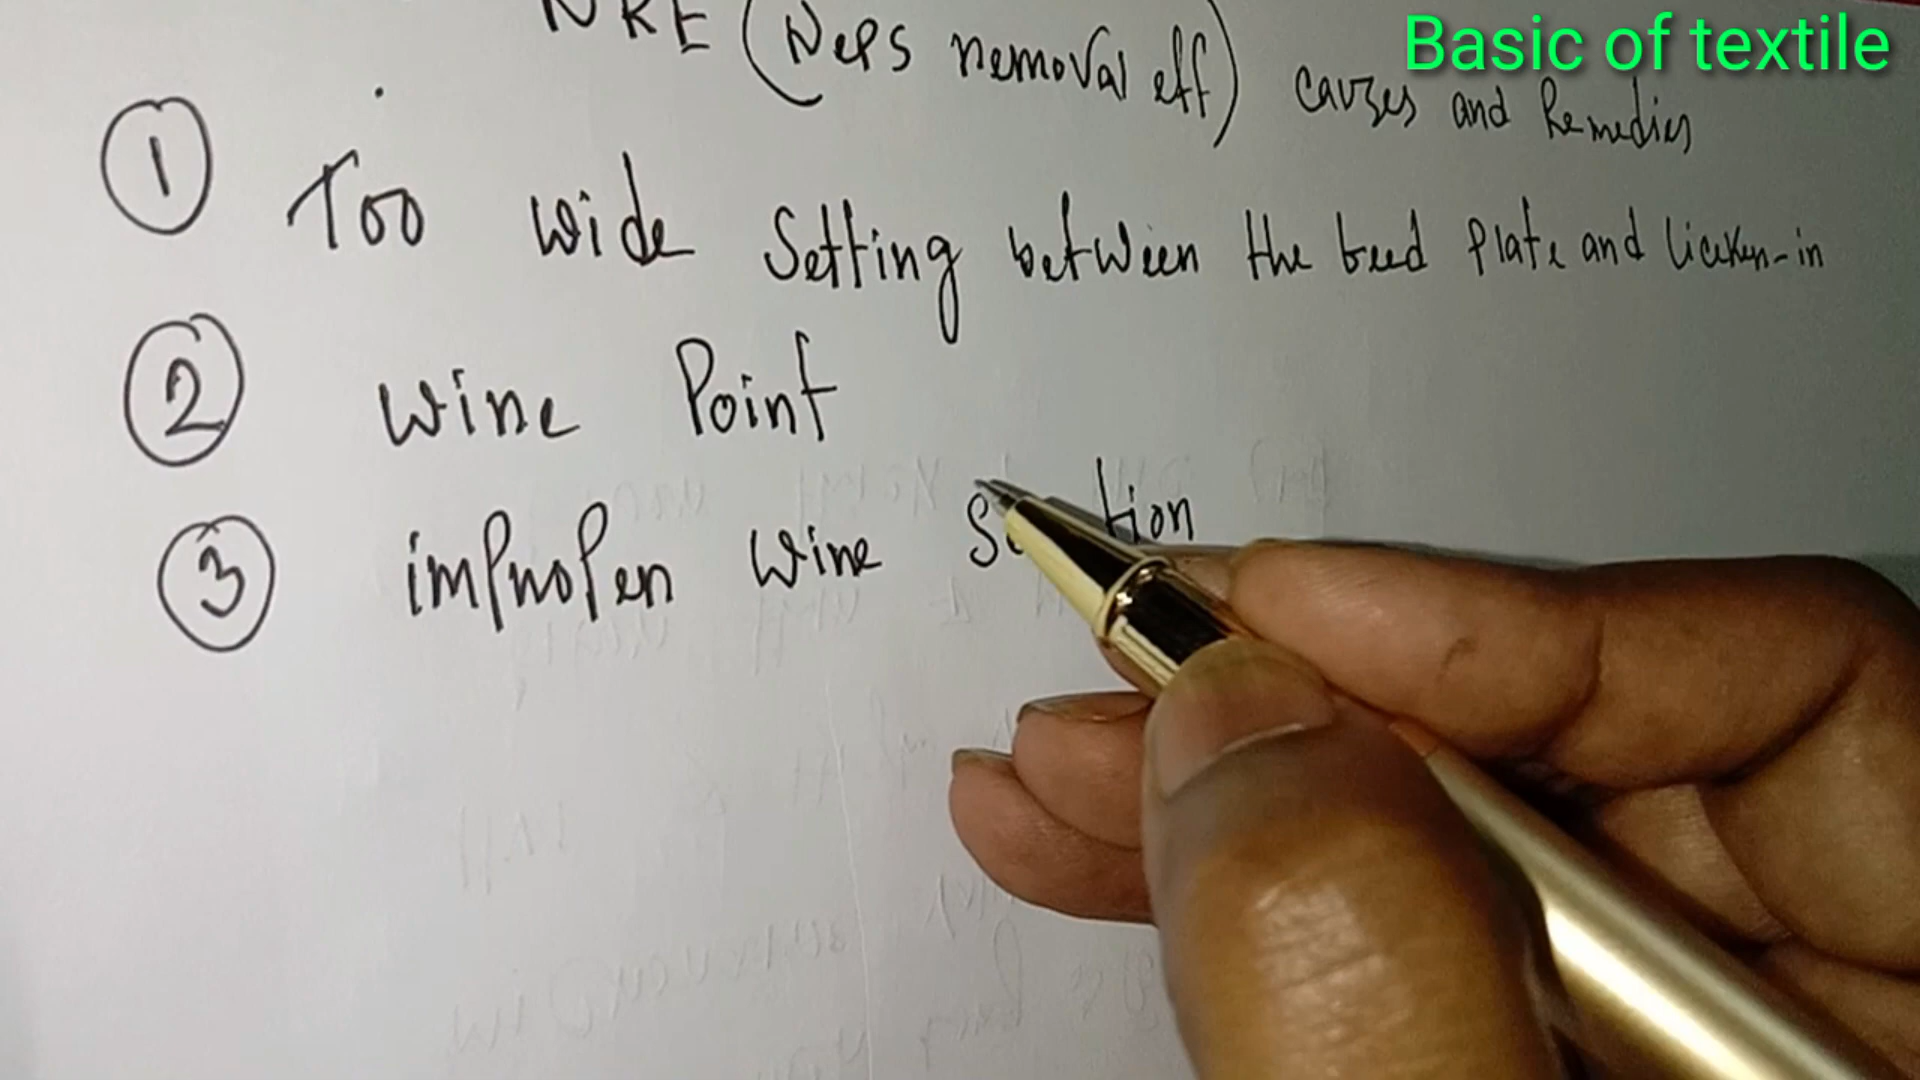 Basic of textile
NRE (Neps removal eff) causes and Remedies
① Too wide Setting between the feed plate and licker-in
② wire Point
③ improper wire